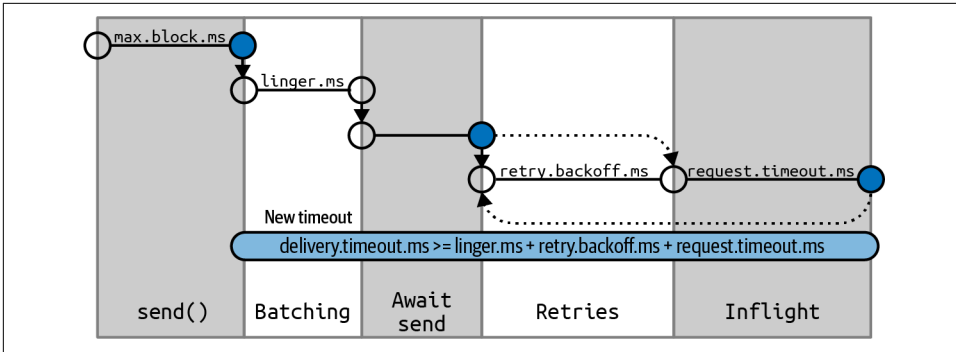 max.block.ms
linger.ms
retry.backoff.ms
request.timeout.ms
New timeout
delivery.timeout.ms >= linger.ms + retry.backoff.ms + request.timeout.ms
send()
Batching
Await
send
Retries
Inflight